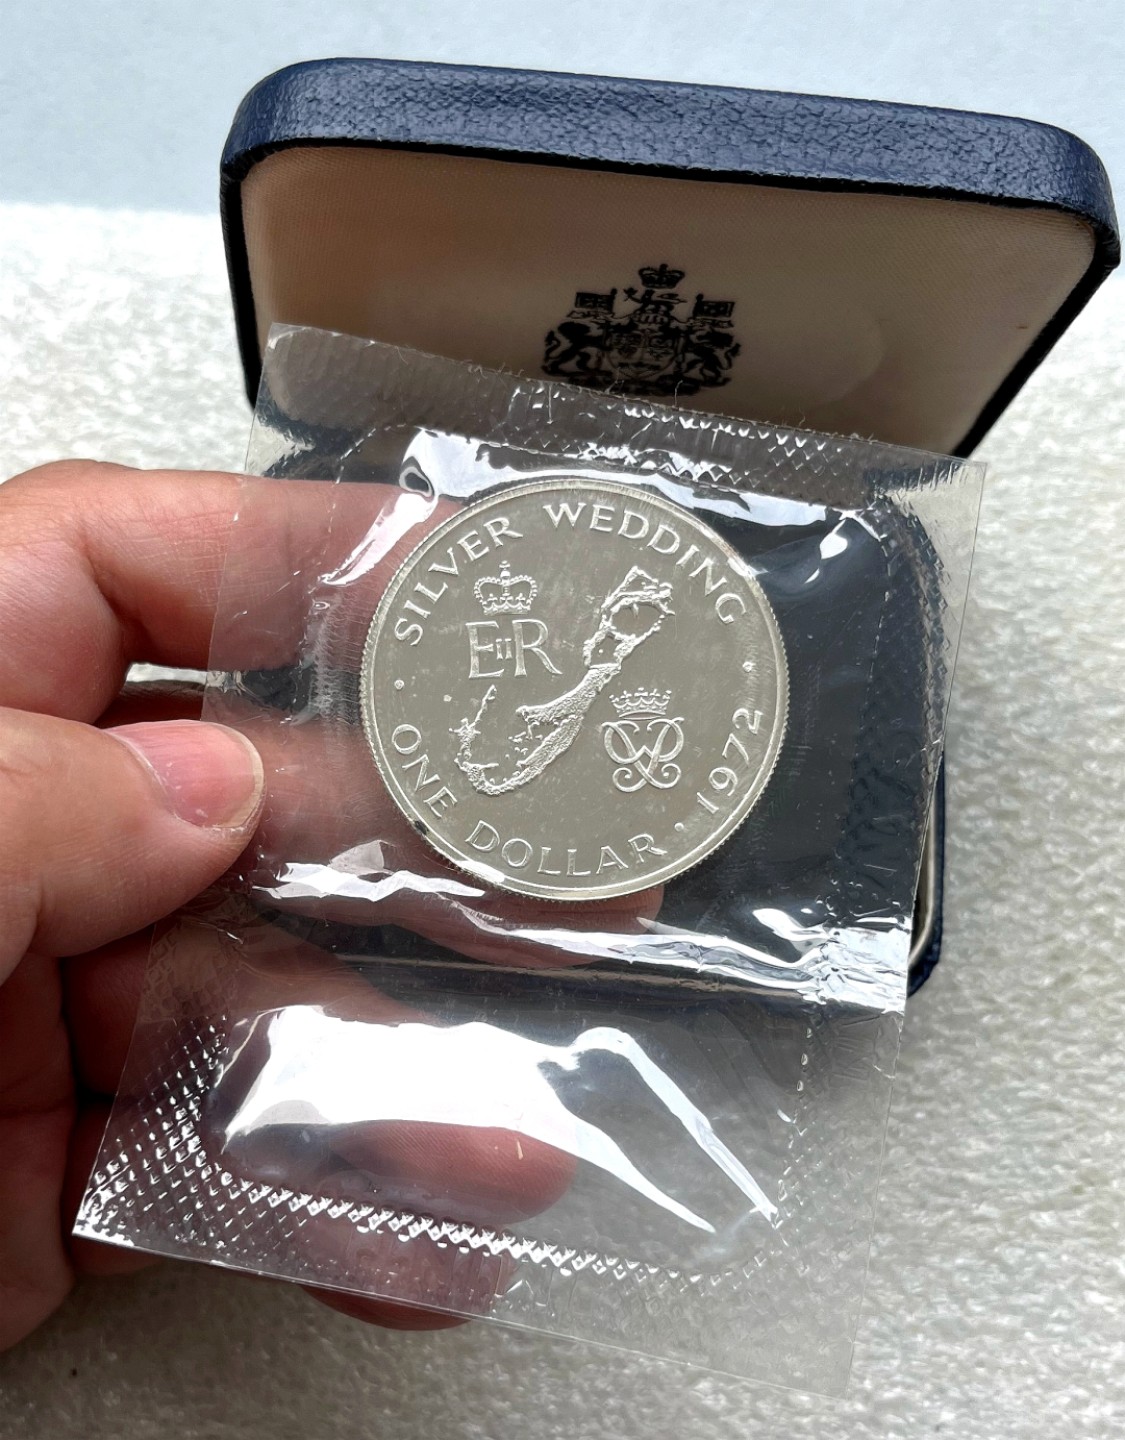 SILVER WEDDING
EIIR
ONE DOLLAR · 1972